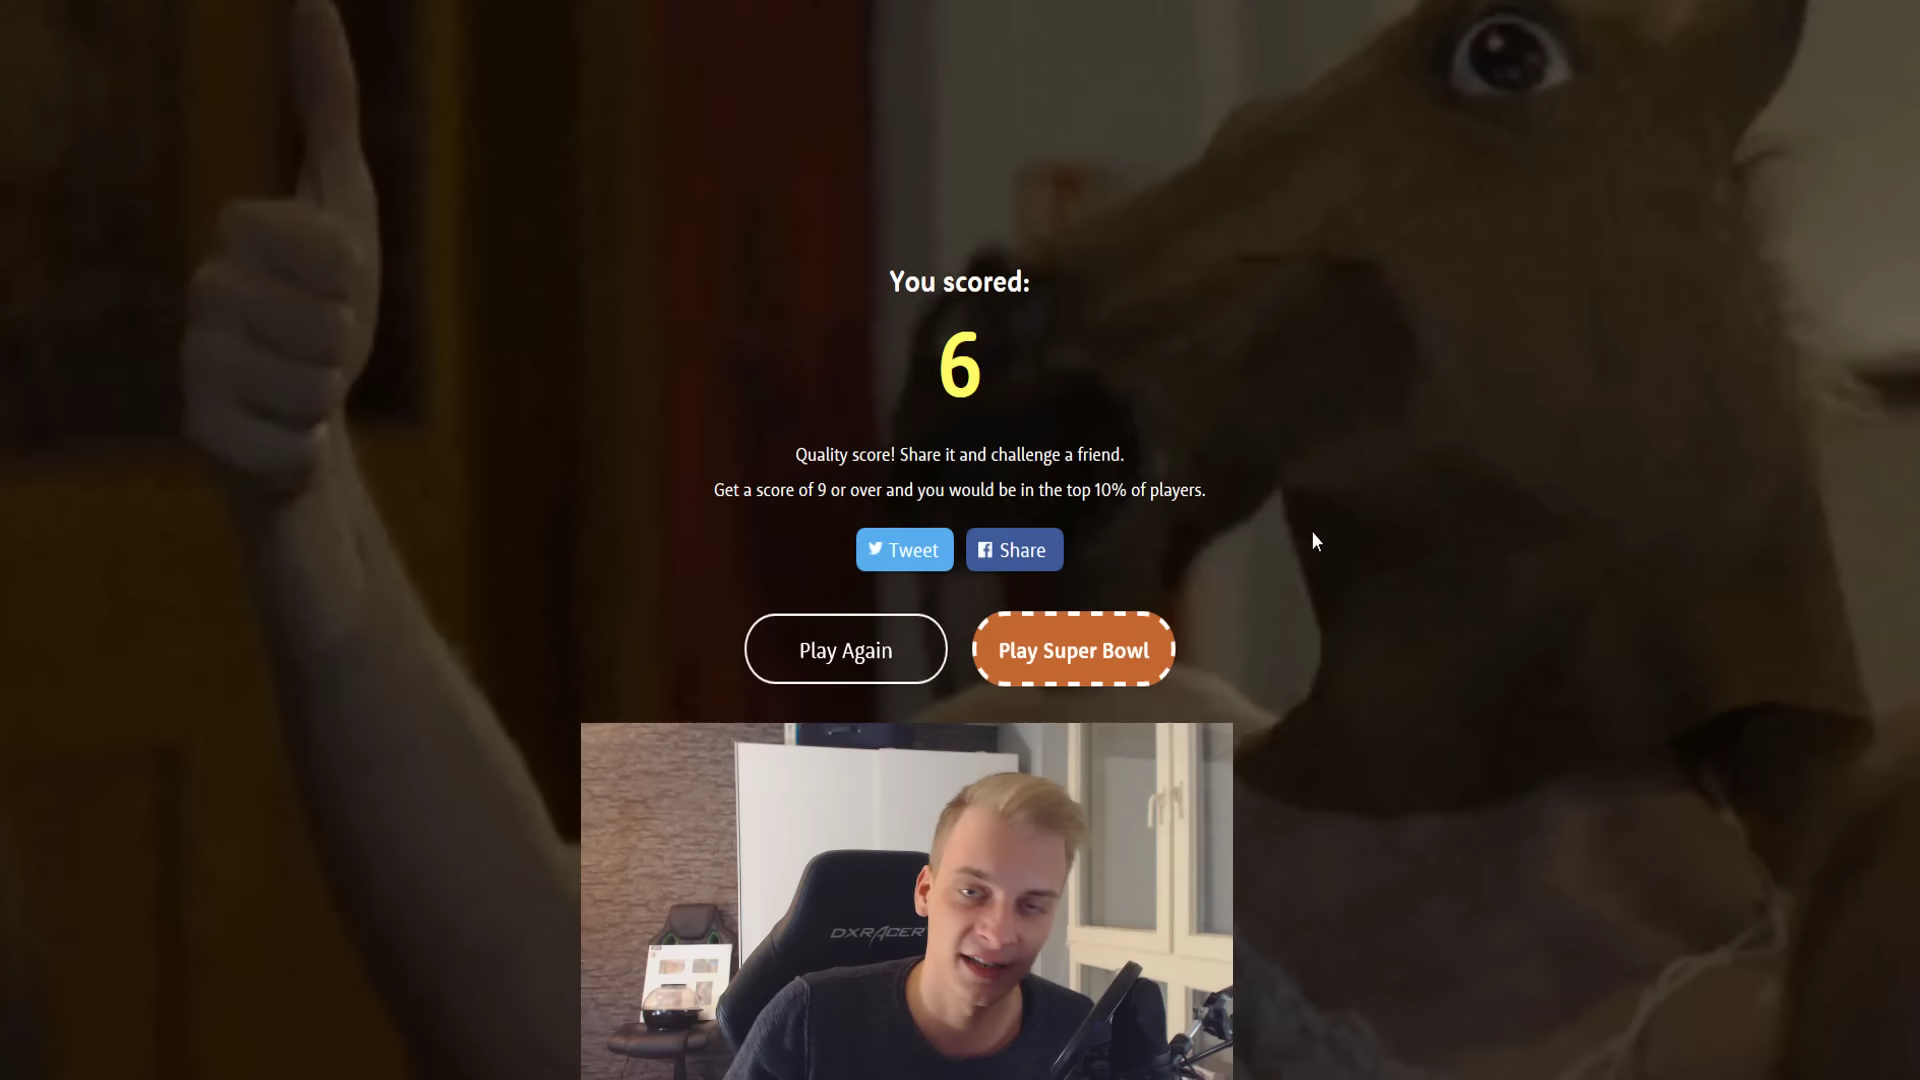 You scored:
6
Quality score! Share it and challenge a friend.
Get a score of 9 or over and you would be in the top 10% of players.
Tweet
Share
Play Again
Play Super Bowl
DXRACER